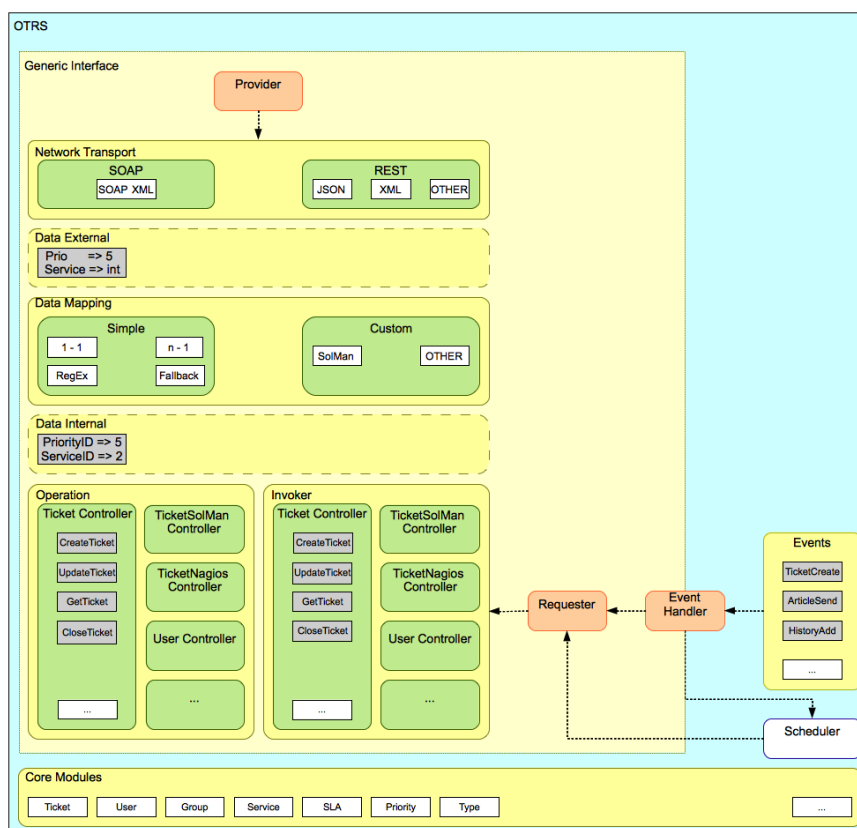 OTRS
Generic Interface
Provider
Network Transport
SOAP
SOAP XML
REST
JSON
XML
OTHER
Data External
Prio => 5
Service => int
Data Mapping
Simple
1 - 1
n - 1
RegEx
Fallback
Custom
SolMan
OTHER
Data Internal
PriorityID => 5
ServiceID => 2
Operation
Ticket Controller
CreateTicket
UpdateTicket
GetTicket
CloseTicket
...
TicketSolMan
Controller
TicketNagios
Controller
User Controller
...
Invoker
Ticket Controller
CreateTicket
UpdateTicket
GetTicket
CloseTicket
...
TicketSolMan
Controller
TicketNagios
Controller
User Controller
...
Requester
Event
Handler
Events
TicketCreate
ArticleSend
HistoryAdd
...
Scheduler
Core Modules
Ticket
User
Group
Service
SLA
Priority
Type
...